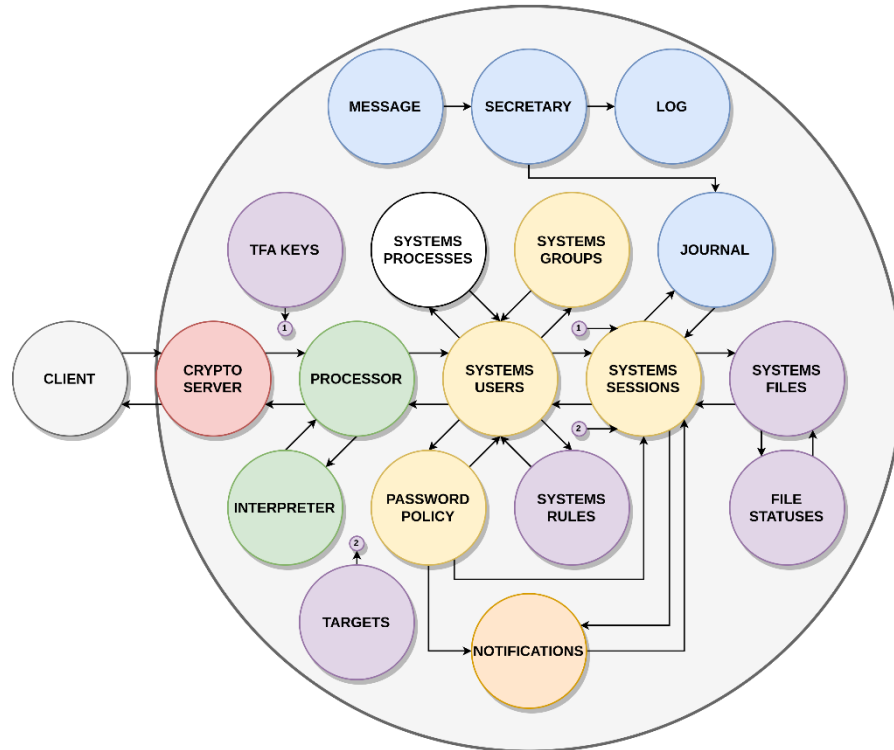 MESSAGE
SECRETARY
LOG
TFA KEYS
SYSTEMS
PROCESSES
SYSTEMS
GROUPS
JOURNAL
1
1
CLIENT
CRYPTO
SERVER
PROCESSOR
SYSTEMS
USERS
SYSTEMS
SESSIONS
SYSTEMS
FILES
2
INTERPRETER
PASSWORD
POLICY
SYSTEMS
RULES
FILE
STATUSES
2
TARGETS
NOTIFICATIONS